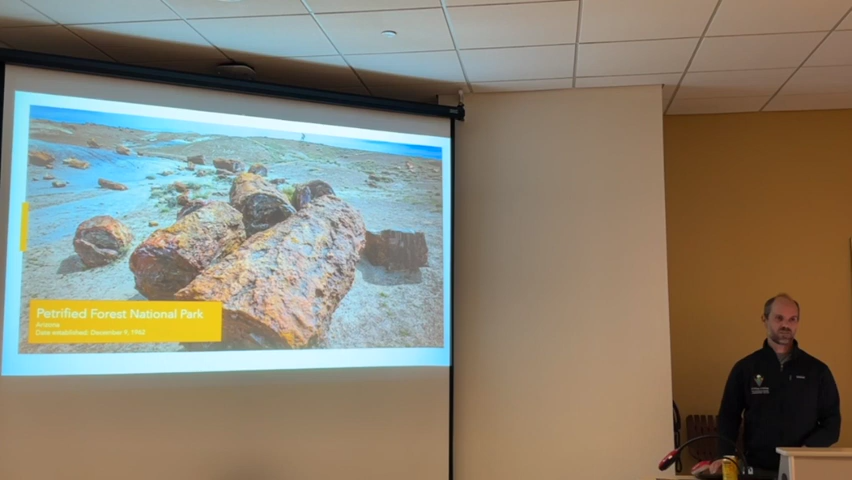 Petrified Forest National Park
Arizona
Date established: December 9, 1962